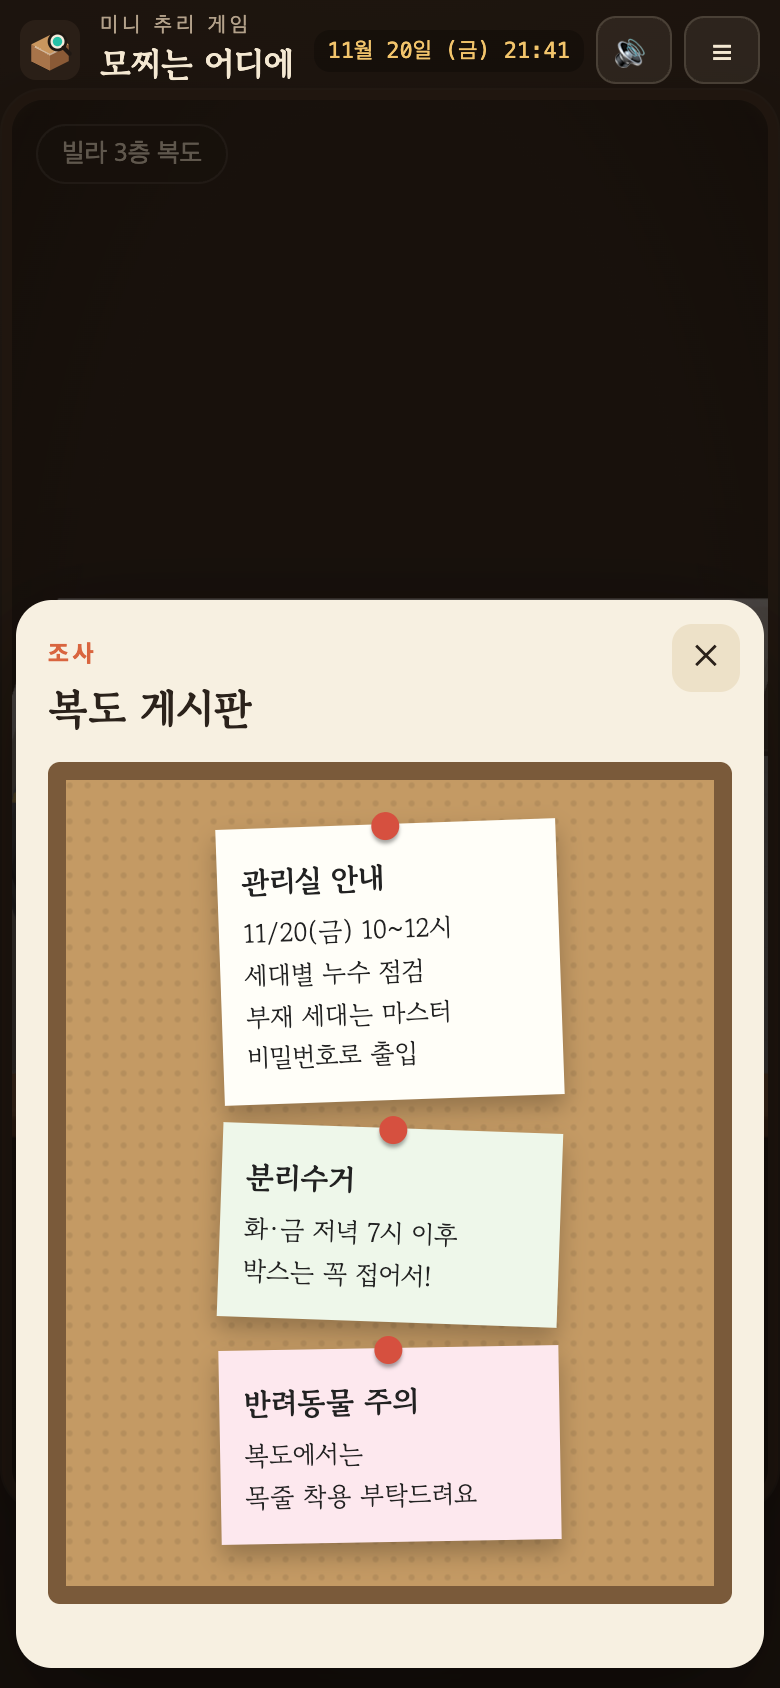 미니 추리 게임
모찌는 어디에
11월 20일 (금) 21:41
빌라 3층 복도
조사
복도 게시판
관리실 안내
11/20(금) 10~12시
세대별 누수 점검
부재 세대는 마스터
비밀번호로 출입
분리수거
화·금 저녁 7시 이후
박스는 꼭 접어서!
반려동물 주의
복도에서는
목줄 착용 부탁드려요